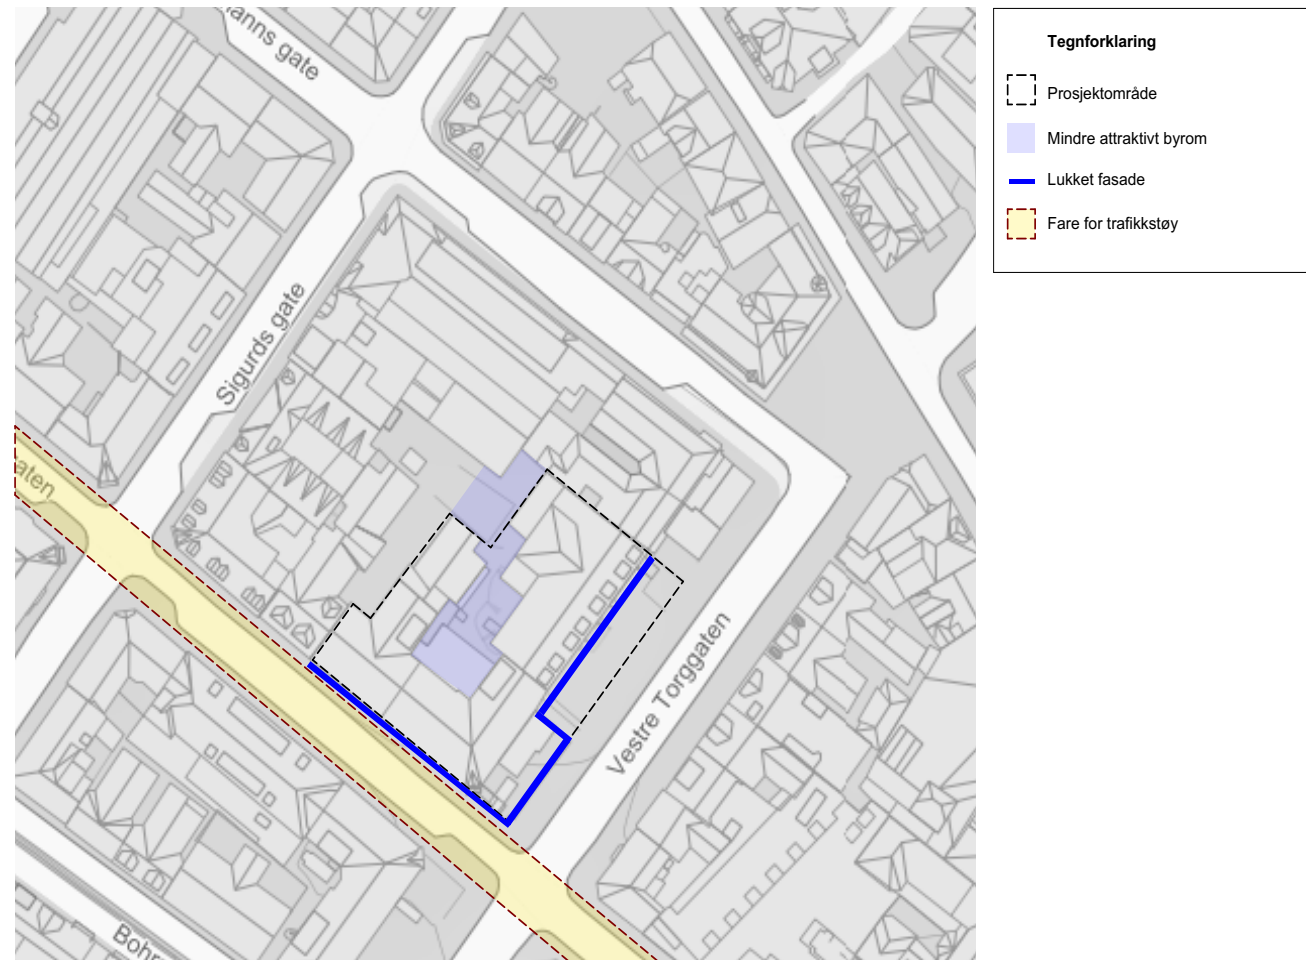 anns gate
Sigurds gate
aten
Vestre Torggaten
Bohr
Tegnforklaring
Prosjektområde
Mindre attraktivt byrom
Lukket fasade
Fare for trafikkstøy